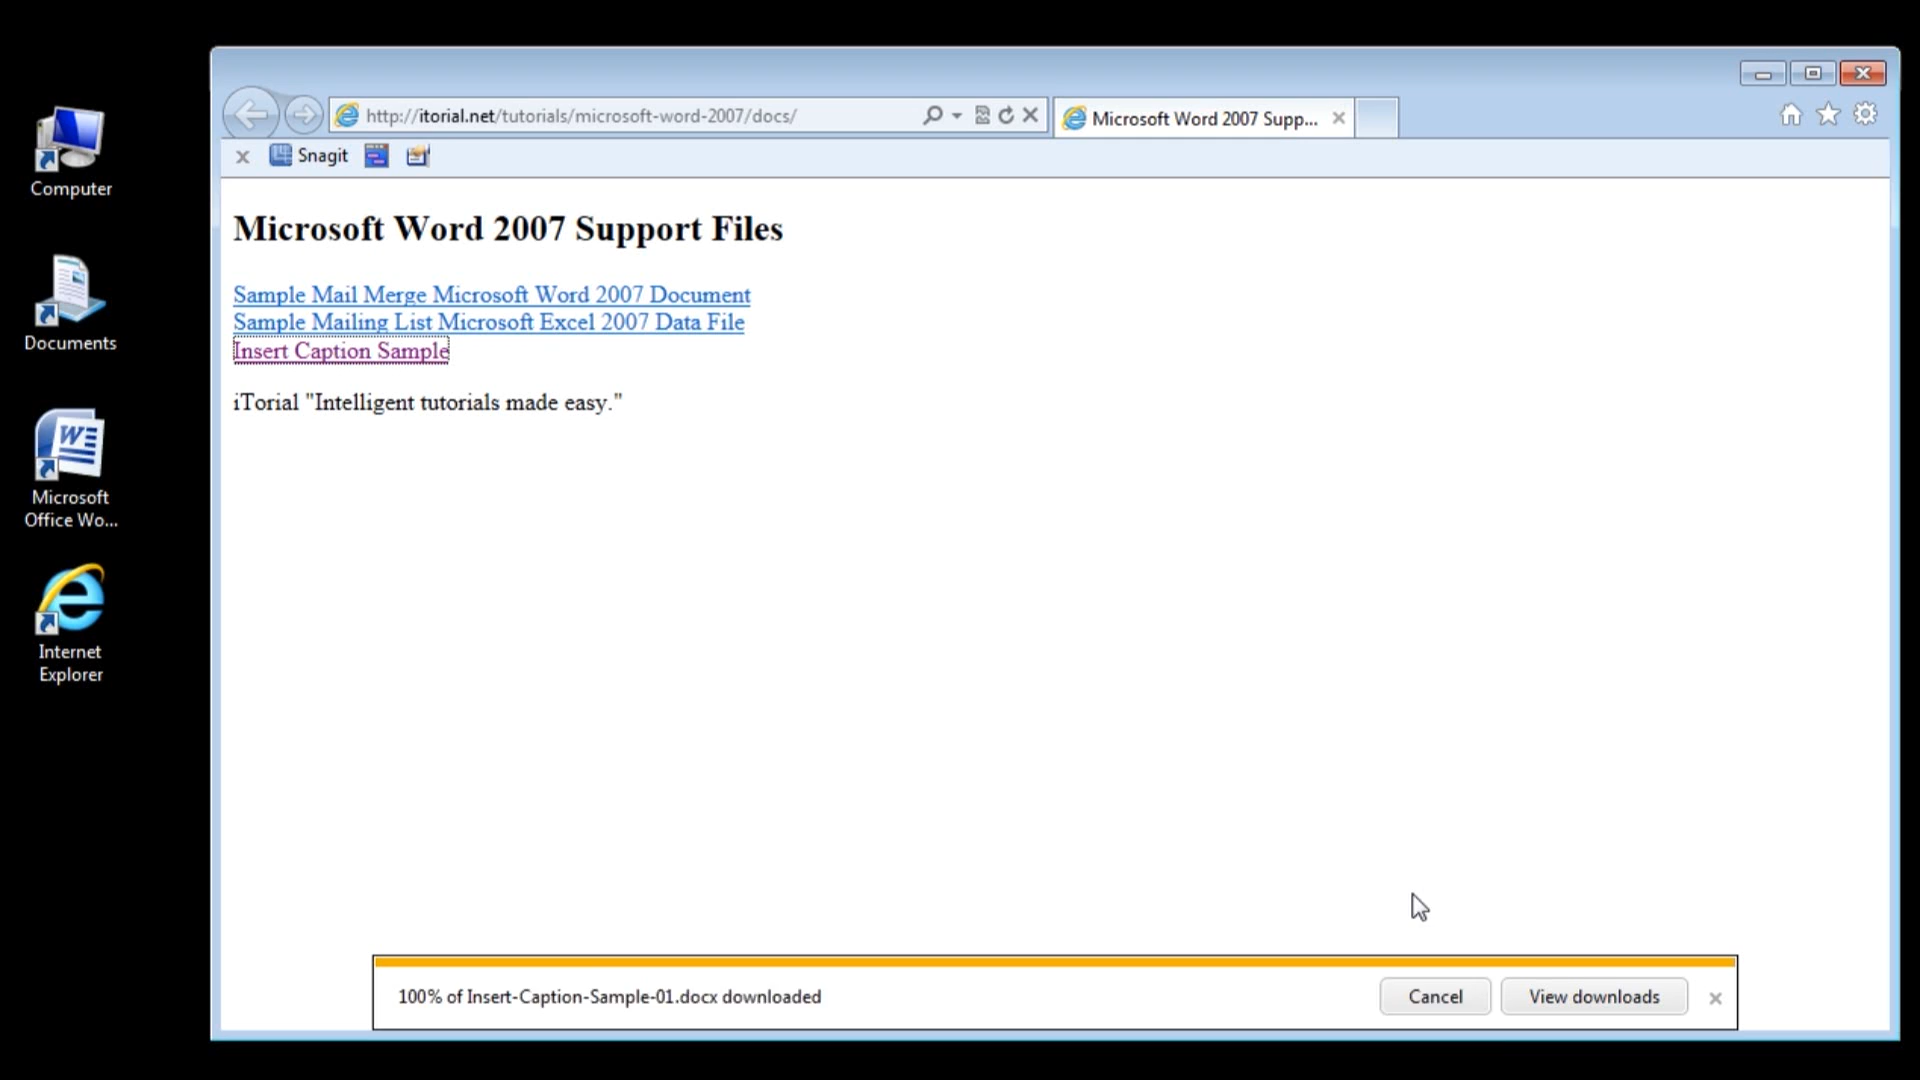 http://itorial.net/tutorials/microsoft-word-2007/docs/
Microsoft Word 2007 Supp...
Snagit
Computer
Documents
Microsoft
Office Wo...
Internet
Explorer
Microsoft Word 2007 Support Files
Sample Mail Merge Microsoft Word 2007 Document
Sample Mailing List Microsoft Excel 2007 Data File
Insert Caption Sample
iTorial "Intelligent tutorials made easy."
100% of Insert-Caption-Sample-01.docx downloaded
Cancel
View downloads